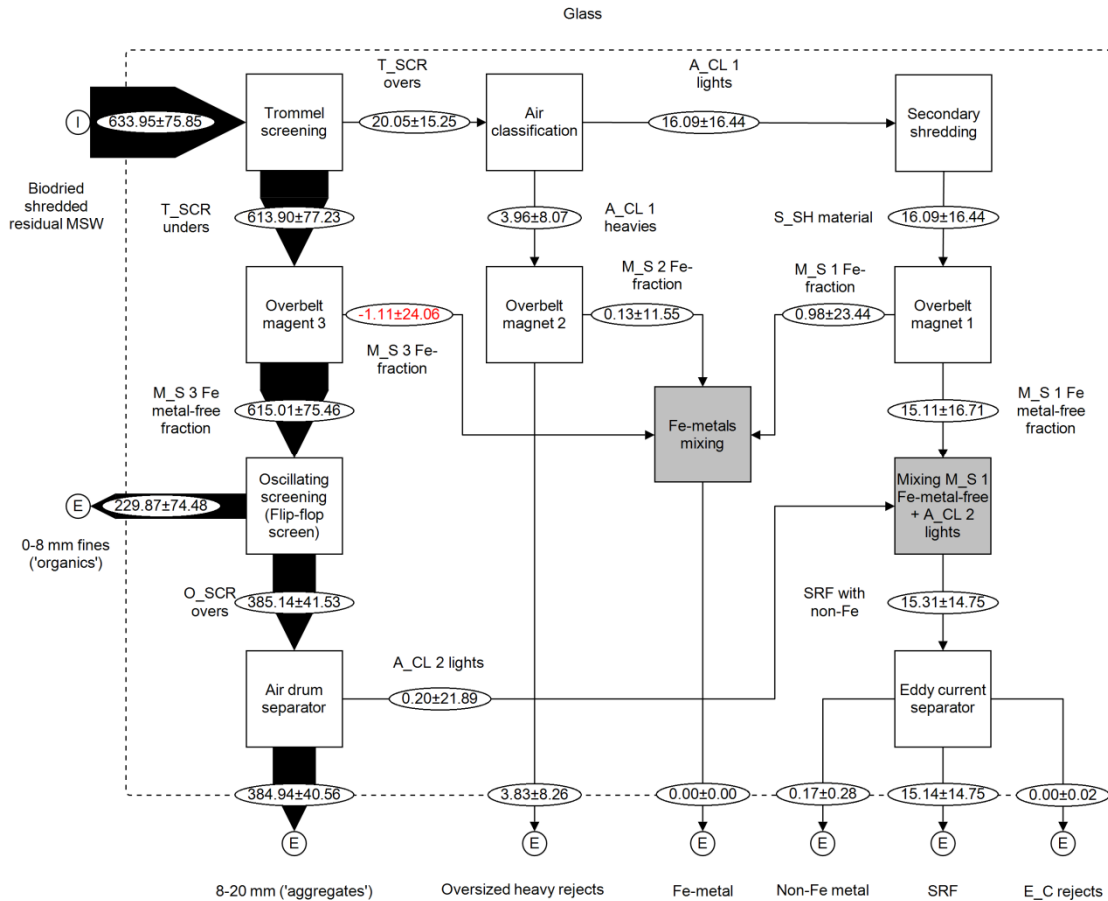 Glass
T_SCR
overs
A_CL 1
lights
I
633.95±75.85
Trommel
screening
20.05±15.25
Air
classification
16.09±16.44
Secondary
shredding
Biodried
shredded
residual MSW
T_SCR
unders
613.90±77.23
3.96±8.07
A_CL 1
heavies
S_SH material
16.09±16.44
Overbelt
magent 3
-1.11±24.06
M_S 3 Fe-
fraction
Overbelt
magnet 2
M_S 2 Fe-
fraction
0.13±11.55
M_S 1 Fe-
fraction
0.98±23.44
Overbelt
magnet 1
M_S 3 Fe
metal-free
fraction
615.01±75.46
Fe-metals
mixing
15.11±16.71
M_S 1 Fe
metal-free
fraction
E
229.87±74.48
Oscillating
screening
(Flip-flop
screen)
Mixing M_S 1
Fe-metal-free
+ A_CL 2
lights
0-8 mm fines
('organics')
O_SCR
overs
385.14±41.53
SRF with
non-Fe
15.31±14.75
Air drum
separator
A_CL 2 lights
0.20±21.89
Eddy current
separator
384.94±40.56
3.83±8.26
0.00±0.00
0.17±0.28
15.14±14.75
0.00±0.02
E
E
E
E
E
E
8-20 mm ('aggregates')
Oversized heavy rejects
Fe-metal
Non-Fe metal
SRF
E_C rejects